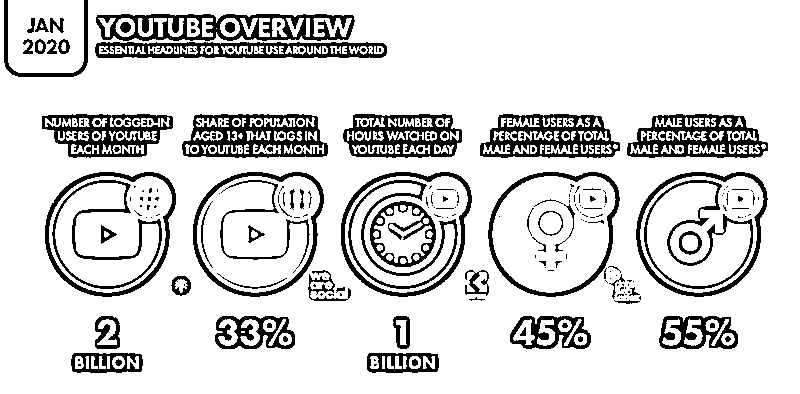 JAN
2020
YOUTUBE OVERVIEW
ESSENTIAL HEADLINES FOR YOUTUBE USE AROUND THE WORLD
NUMBER OF LOGGED-IN
USERS OF YOUTUBE
EACH MONTH
SHARE OF POPULATION
AGED 13+ THAT LOGS IN
TO YOUTUBE EACH MONTH
TOTAL NUMBER OF
HOURS WATCHED ON
YOUTUBE EACH DAY
FEMALE USERS AS A
PERCENTAGE OF TOTAL
MALE AND FEMALE USERS*
MALE USERS AS A
PERCENTAGE OF TOTAL
MALE AND FEMALE USERS*
#
we
are
social
2
BILLION
33%
1
BILLION
45%
55%